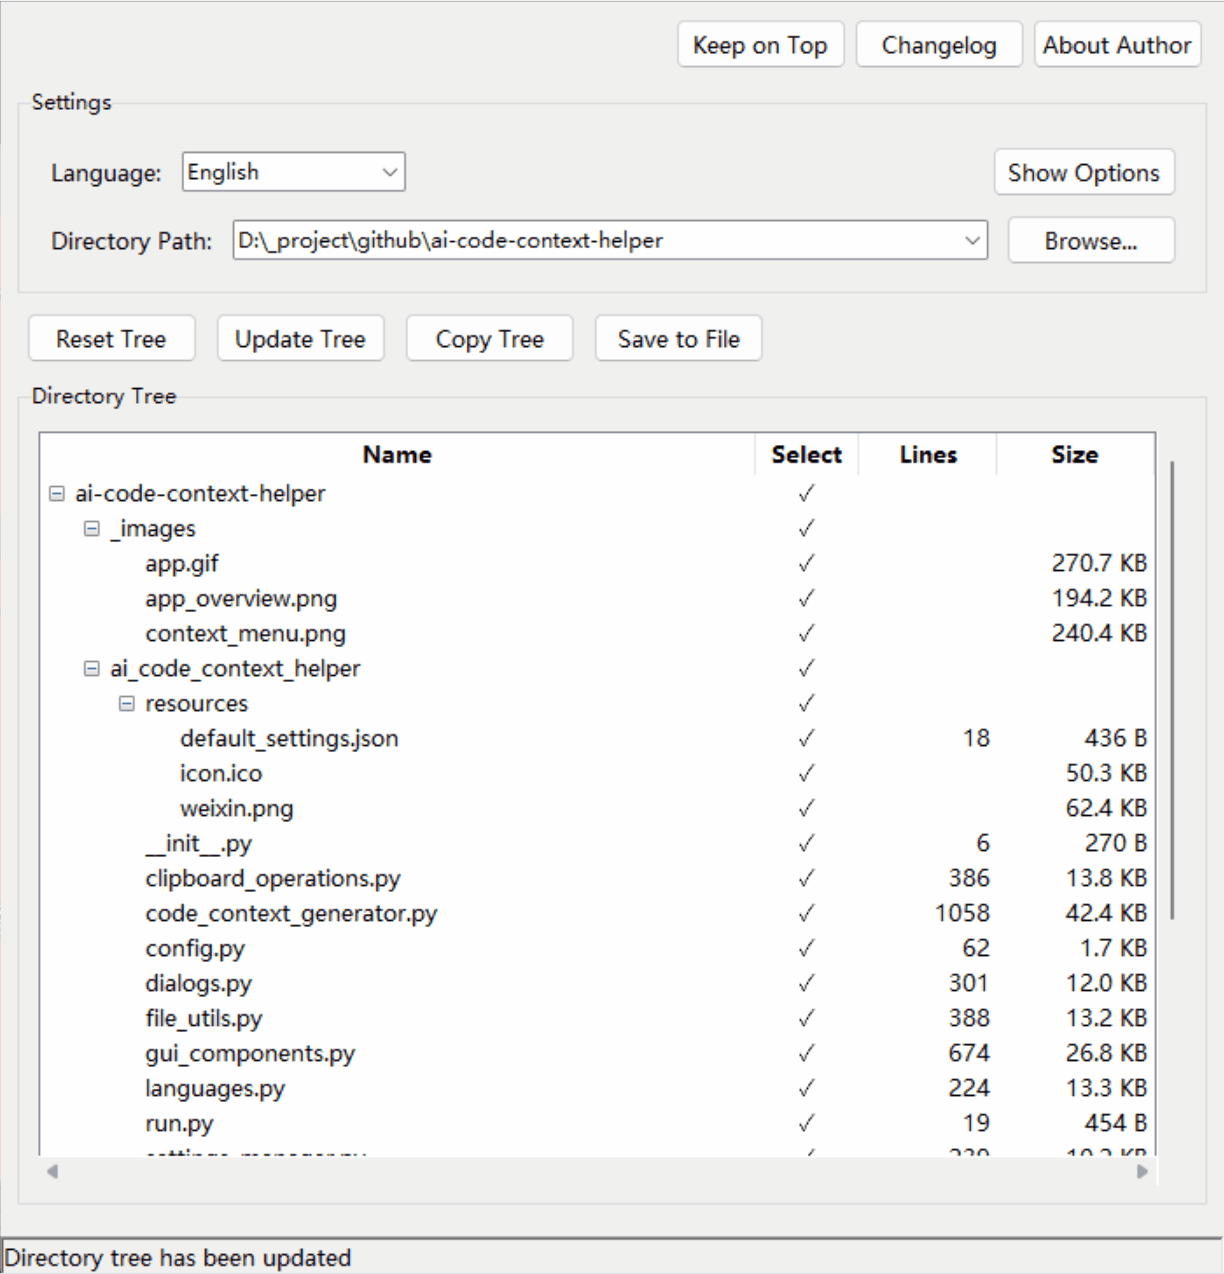 Keep on Top Changelog About Author
Settings
Language: English Show Options
Directory Path: D:\_project\github\ai-code-context-helper Browse...
Reset Tree Update Tree Copy Tree Save to File
Directory Tree
Name Select Lines Size
ai-code-context-helper ✓
_images ✓
app.gif ✓ 270.7 KB
app_overview.png ✓ 194.2 KB
context_menu.png ✓ 240.4 KB
ai_code_context_helper ✓
resources ✓
default_settings.json ✓ 18 436 B
icon.ico ✓ 50.3 KB
weixin.png ✓ 62.4 KB
__init__.py ✓ 6 270 B
clipboard_operations.py ✓ 386 13.8 KB
code_context_generator.py ✓ 1058 42.4 KB
config.py ✓ 62 1.7 KB
dialogs.py ✓ 301 12.0 KB
file_utils.py ✓ 388 13.2 KB
gui_components.py ✓ 674 26.8 KB
languages.py ✓ 224 13.3 KB
run.py ✓ 19 454 B
Directory tree has been updated